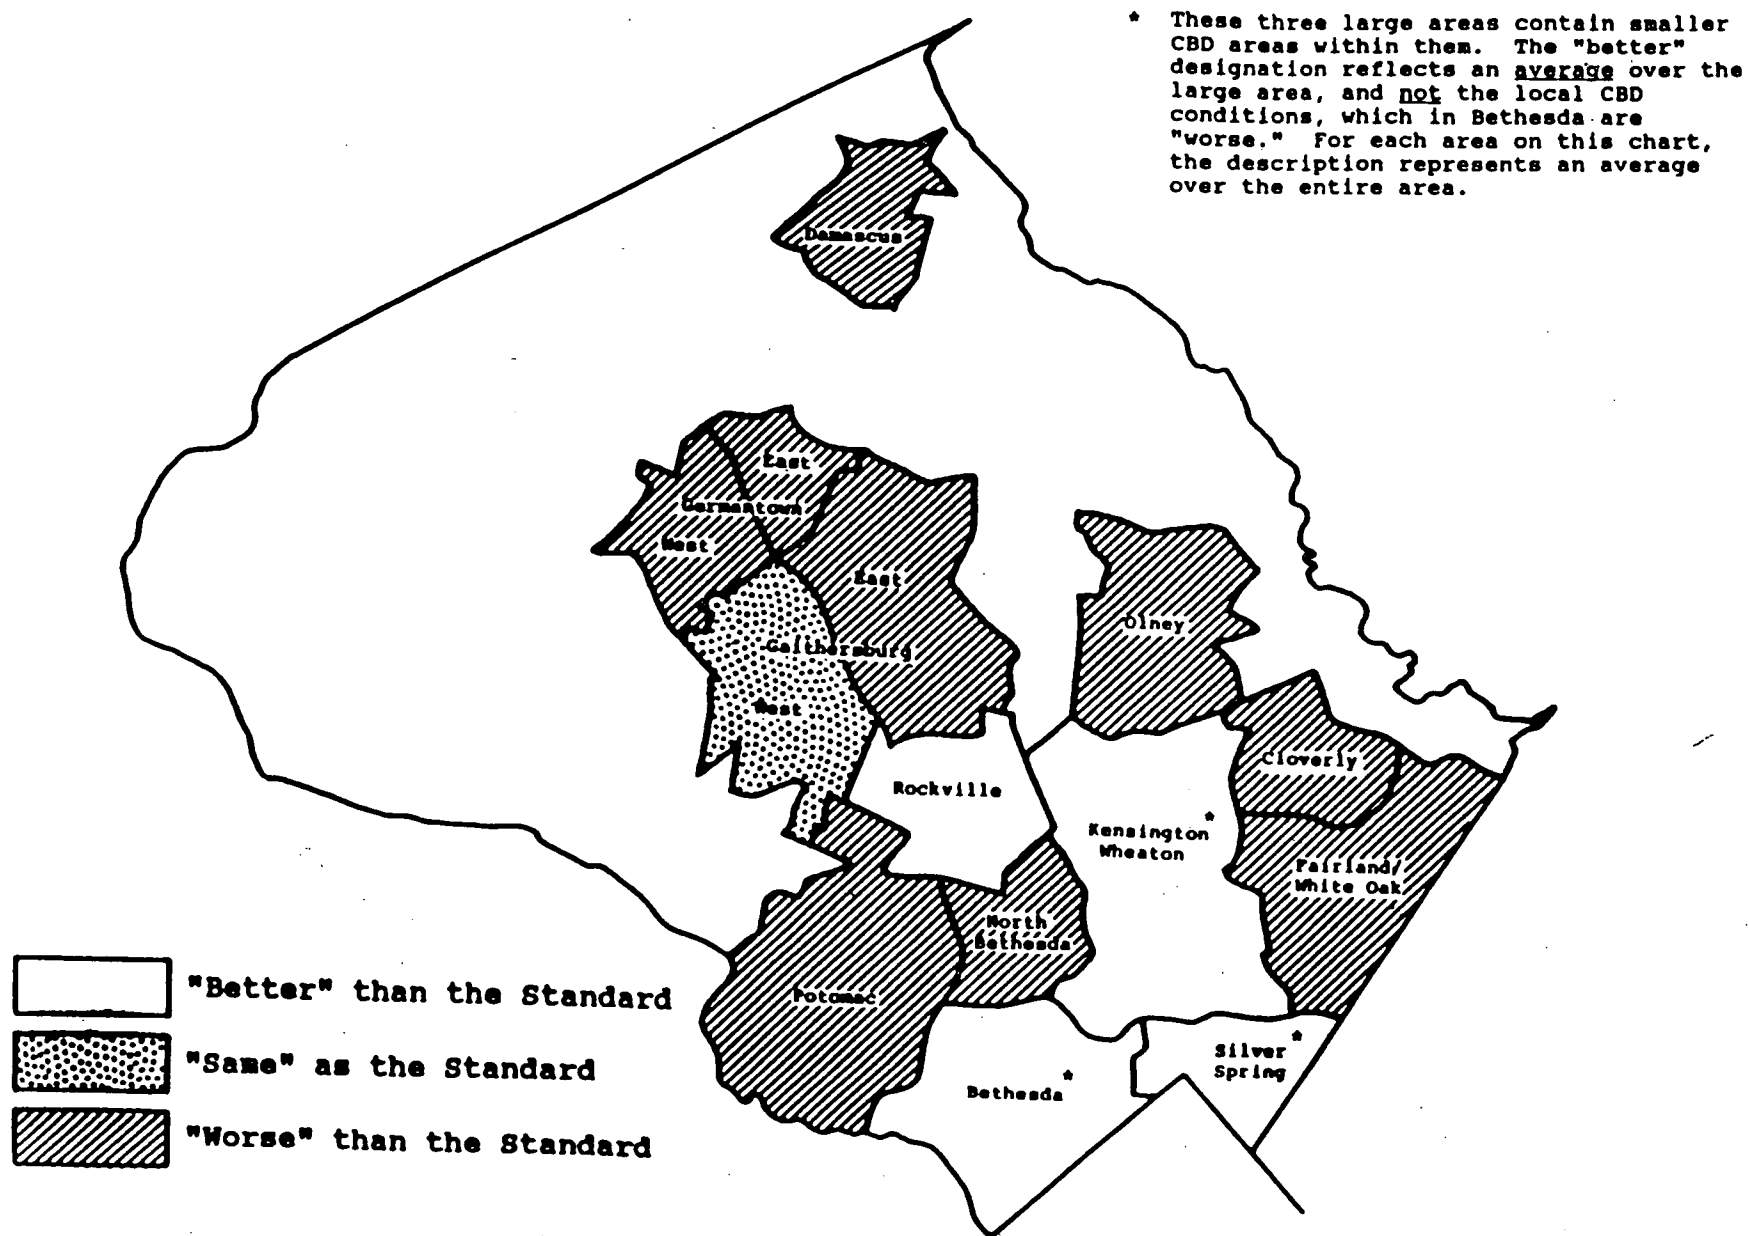 * These three large areas contain smaller
CBD areas within them. The "better"
designation reflects an average over the
large area, and not the local CBD
conditions, which in Bethesda are
"worse." For each area on this chart,
the description represents an average
over the entire area.
Damascus
East
Germantown
West
East
Gaithersburg
West
Olney
Cloverly
Rockville
Kensington *
Wheaton
Fairland/
White Oak
North
Bethesda
Potomac
Silver *
Spring
Bethesda *
"Better" than the Standard
"Same" as the Standard
"Worse" than the Standard